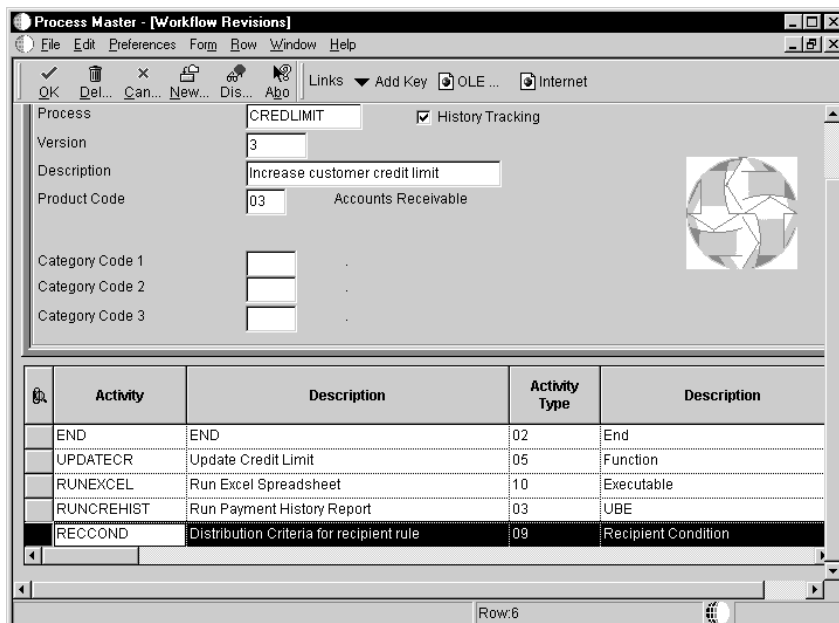 Process Master - [Workflow Revisions]
File Edit Preferences Form Row Window Help
OK Del... Can... New... Dis... Abo Links Add Key OLE ... Internet
Process CREDLIMIT History Tracking
Version 3
Description Increase customer credit limit
Product Code 03 Accounts Receivable
Category Code 1 .
Category Code 2 .
Category Code 3 .
Activity Description Activity Type Description
END END 02 End
UPDATECR Update Credit Limit 05 Function
RUNEXCEL Run Excel Spreadsheet 10 Executable
RUNCREHIST Run Payment History Report 03 UBE
RECCOND Distribution Criteria for recipient rule 09 Recipient Condition
Row:6